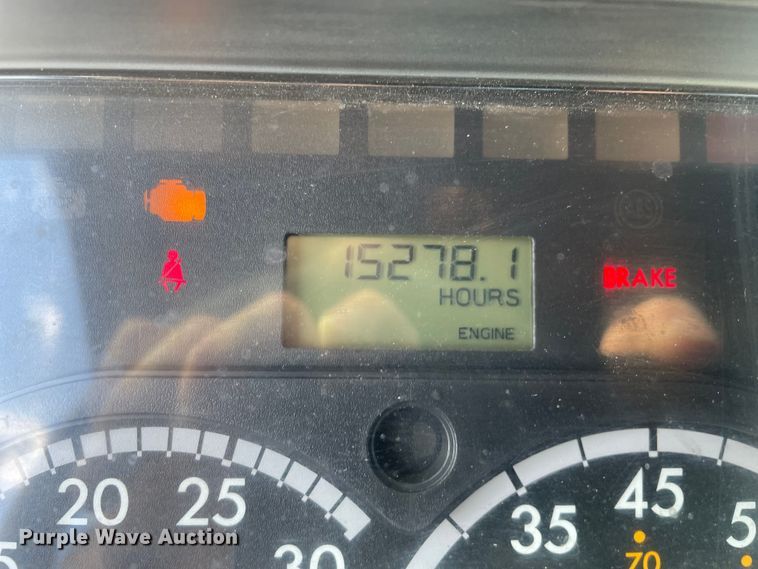 15278.1
HOURS
BRAKE
ENGINE
20 25 30
35 45
70
Purple Wave Auction